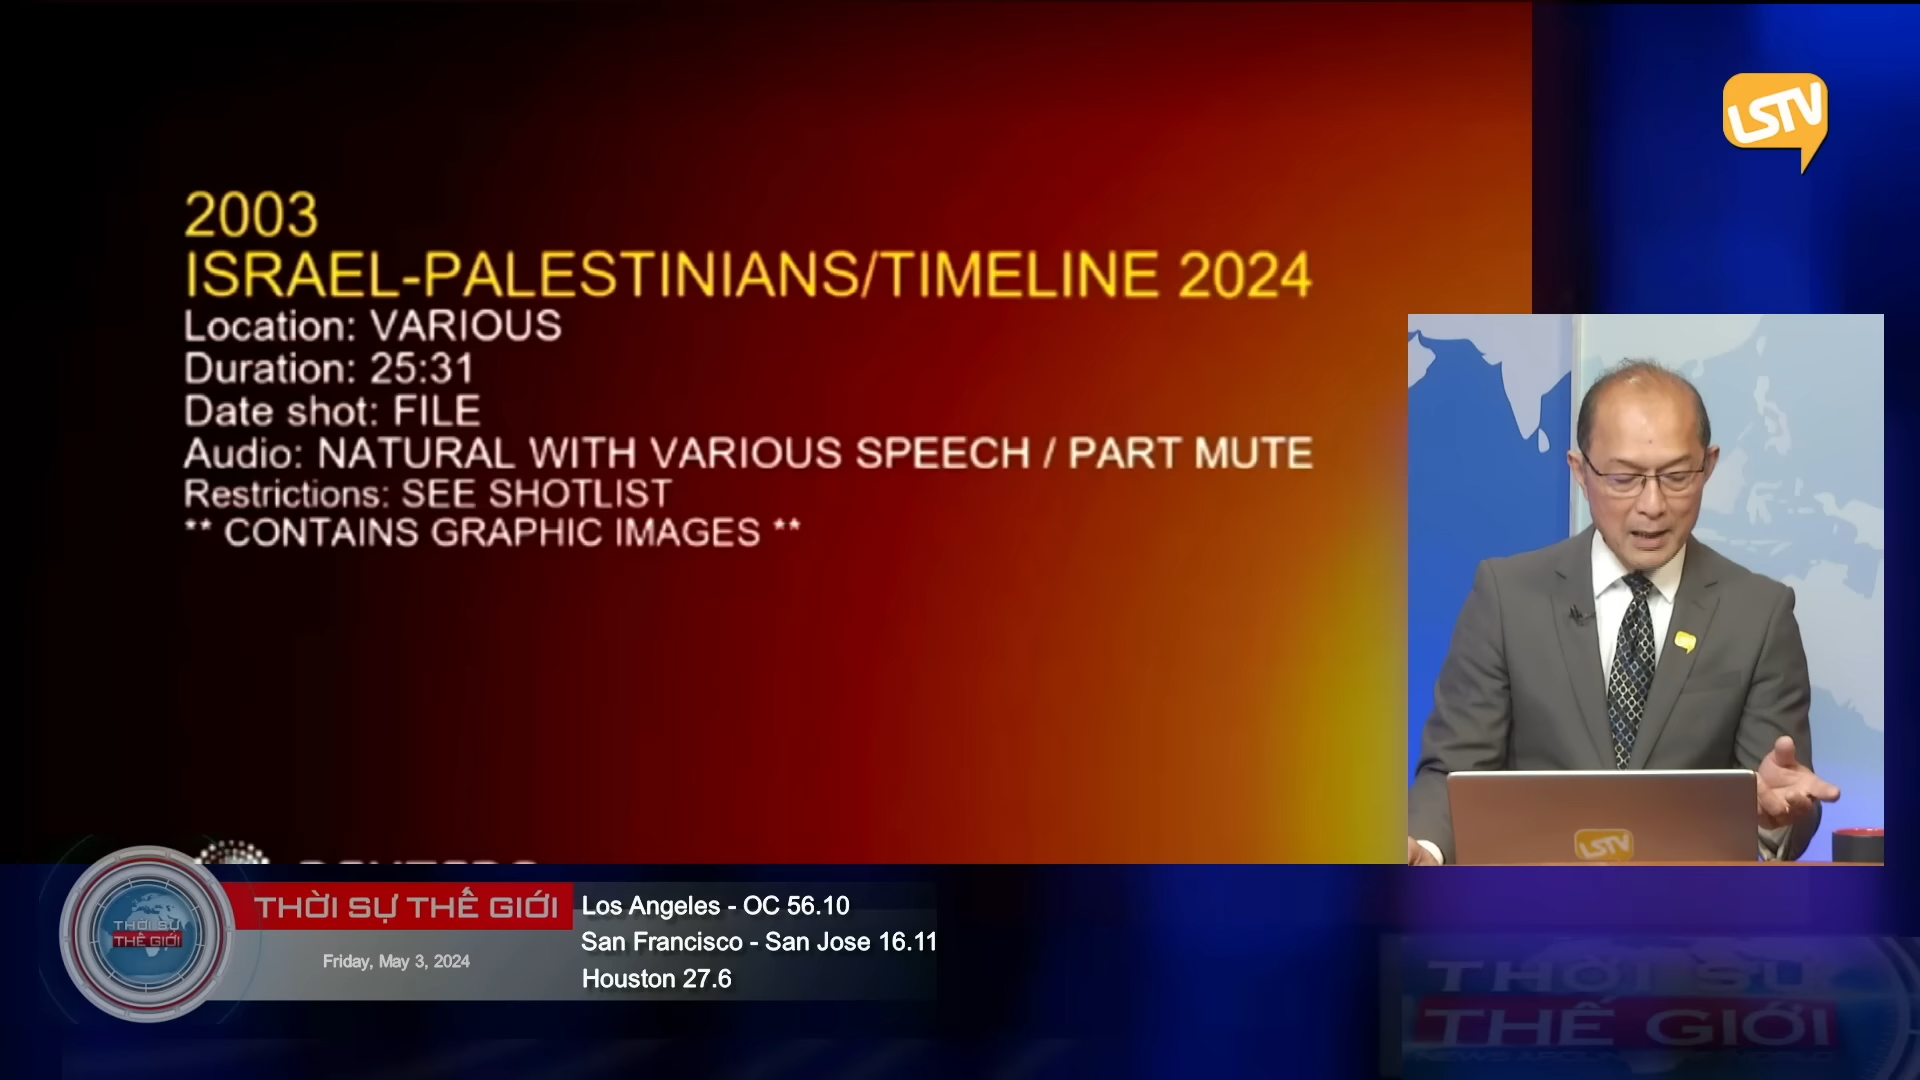 LSTV
2003
ISRAEL-PALESTINIANS/TIMELINE 2024
Location: VARIOUS
Duration: 25:31
Date shot: FILE
Audio: NATURAL WITH VARIOUS SPEECH / PART MUTE
Restrictions: SEE SHOTLIST
** CONTAINS GRAPHIC IMAGES **
LSTV
THỜI SỰ THẾ GIỚI
Friday, May 3, 2024
THỜI SỰ
THẾ GIỚI
Los Angeles - OC 56.10
San Francisco - San Jose 16.11
Houston 27.6
THỜI SỰ
THẾ GIỚI